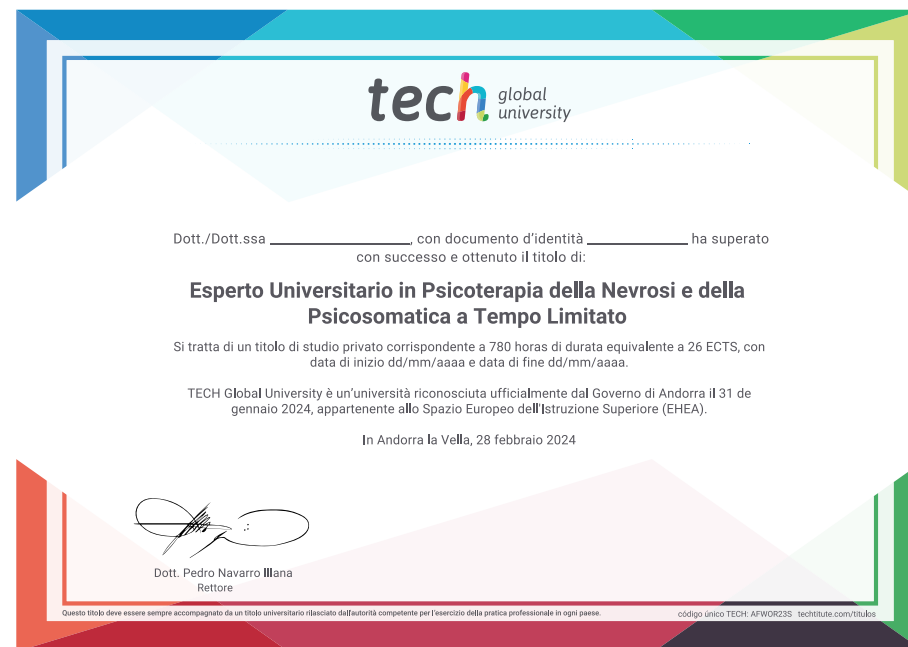 tech global
university
Dott./Dott.ssa ____________________, con documento d'identità ______________ ha superato
con successo e ottenuto il titolo di:
Esperto Universitario in Psicoterapia della Nevrosi e della
Psicosomatica a Tempo Limitato
Si tratta di un titolo di studio privato corrispondente a 780 horas di durata equivalente a 26 ECTS, con
data di inizio dd/mm/aaaa e data di fine dd/mm/aaaa.
TECH Global University è un'università riconosciuta ufficialmente dal Governo di Andorra il 31 de
gennaio 2024, appartenente allo Spazio Europeo dell'Istruzione Superiore (EHEA).
In Andorra la Vella, 28 febbraio 2024
Dott. Pedro Navarro Illana
Rettore
Questo titolo deve essere sempre accompagnato da un titolo universitario rilasciato dall'autorità competente per l'esercizio della pratica professionale in ogni paese.
código único TECH: AFWOR23S techtitute.com/titulos